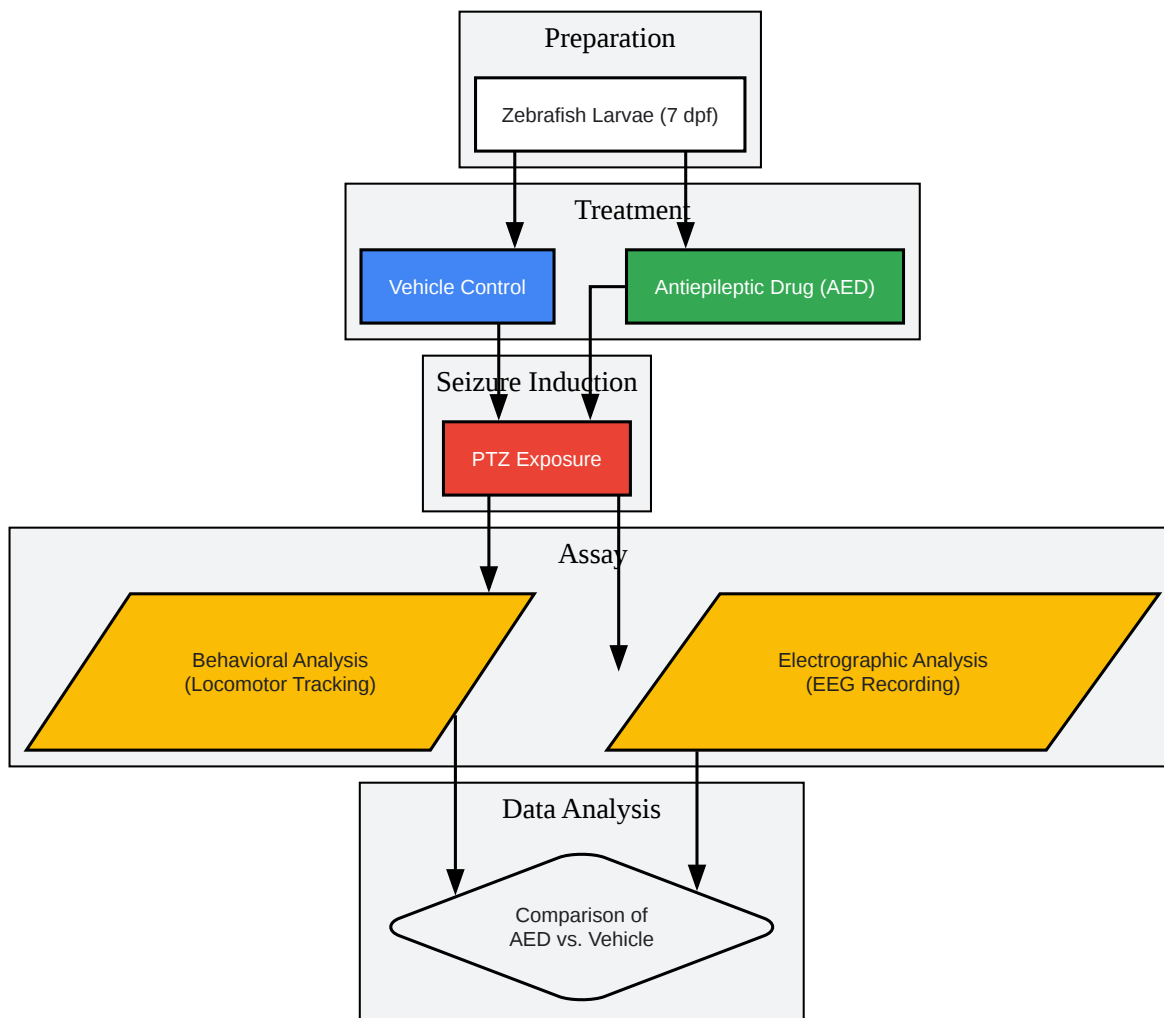 Preparation
Zebrafish Larvae (7 dpf)
Treatment
Vehicle Control
Antiepileptic Drug (AED)
Seizure Induction
PTZ Exposure
Assay
Behavioral Analysis
(Locomotor Tracking)
Electrographic Analysis
(EEG Recording)
Data Analysis
Comparison of
AED vs. Vehicle